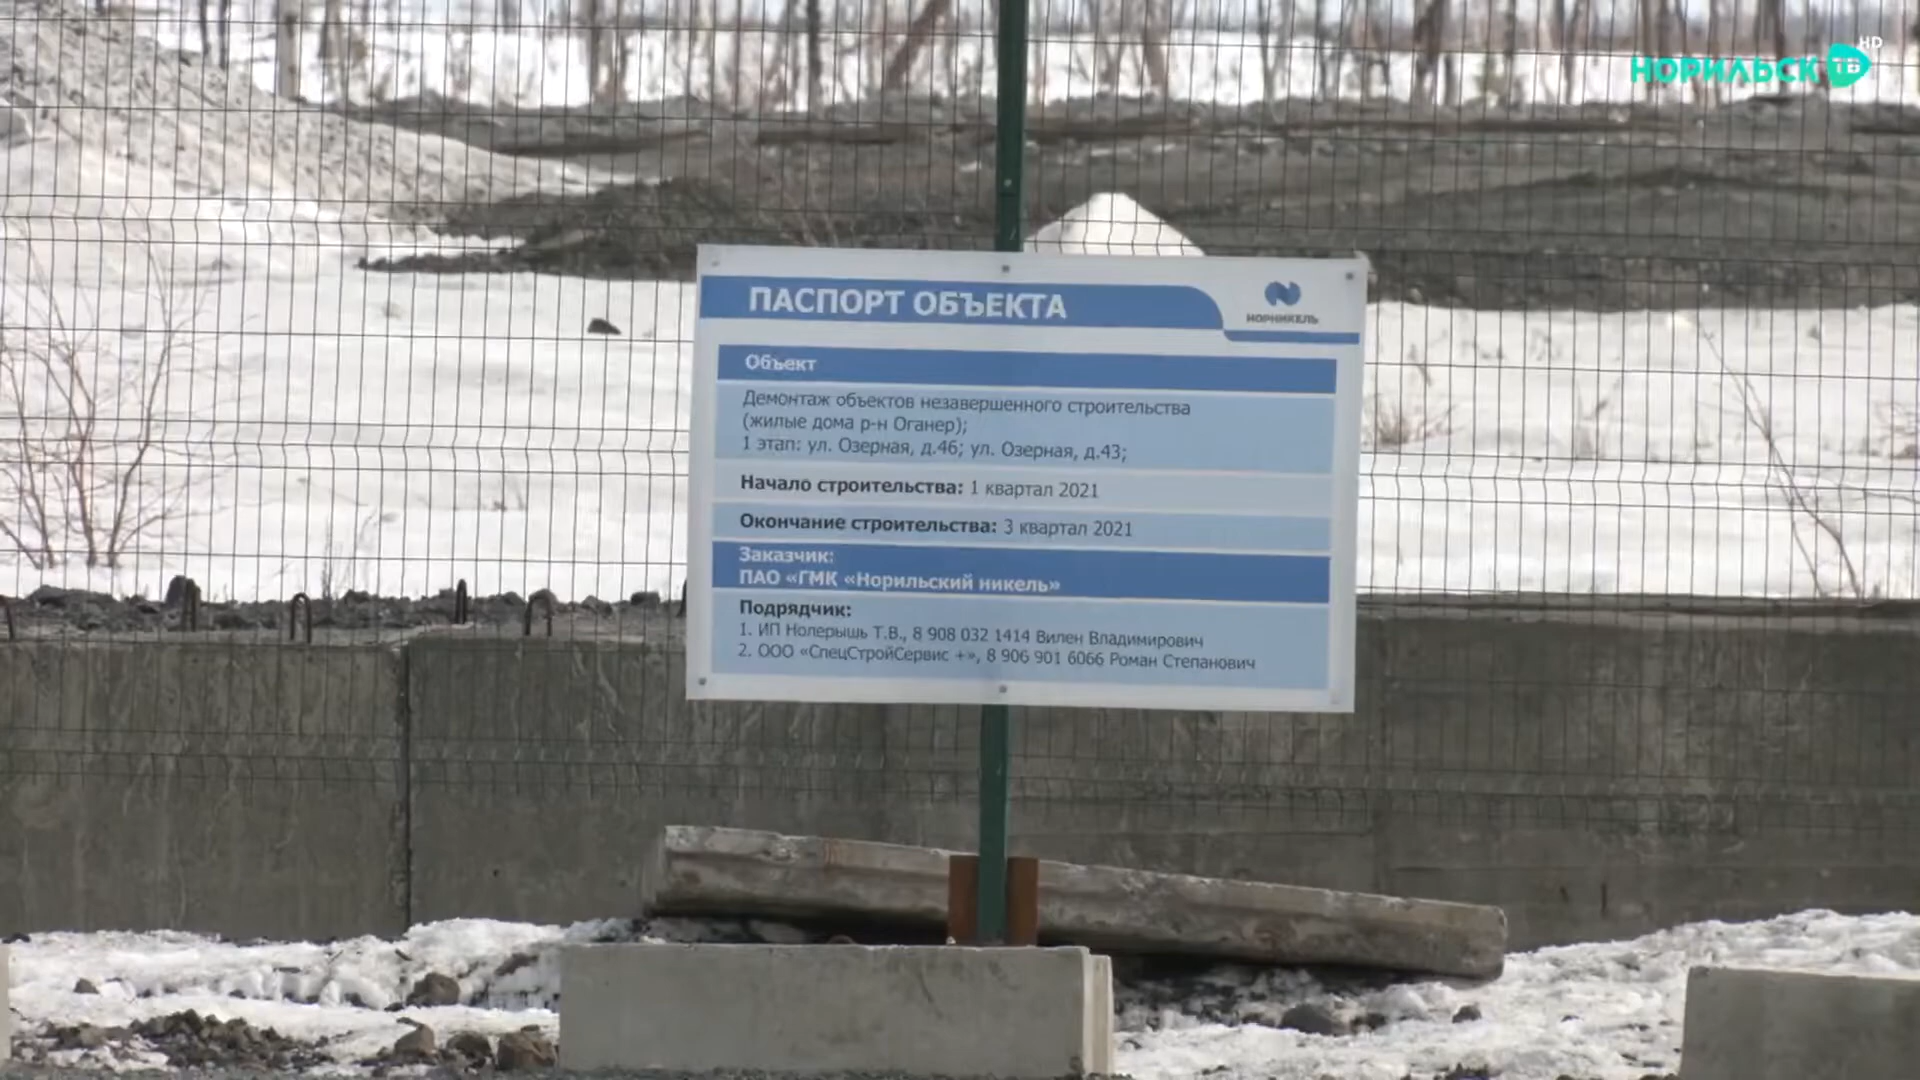 НОРИЛЬСК ТВ HD
ПАСПОРТ ОБЪЕКТА
НОРНИКЕЛЬ
Объект
Демонтаж объектов незавершенного строительства
(жилые дома р-н Оганер);
1 этап: ул. Озерная, д.46; ул. Озерная, д.43;
Начало строительства: 1 квартал 2021
Окончание строительства: 3 квартал 2021
Заказчик:
ПАО «ГМК «Норильский никель»
Подрядчик:
1. ИП Нолерышь Т.В., 8 908 032 1414 Вилен Владимирович
2. ООО «СпецСтройСервис +», 8 906 901 6066 Роман Степанович